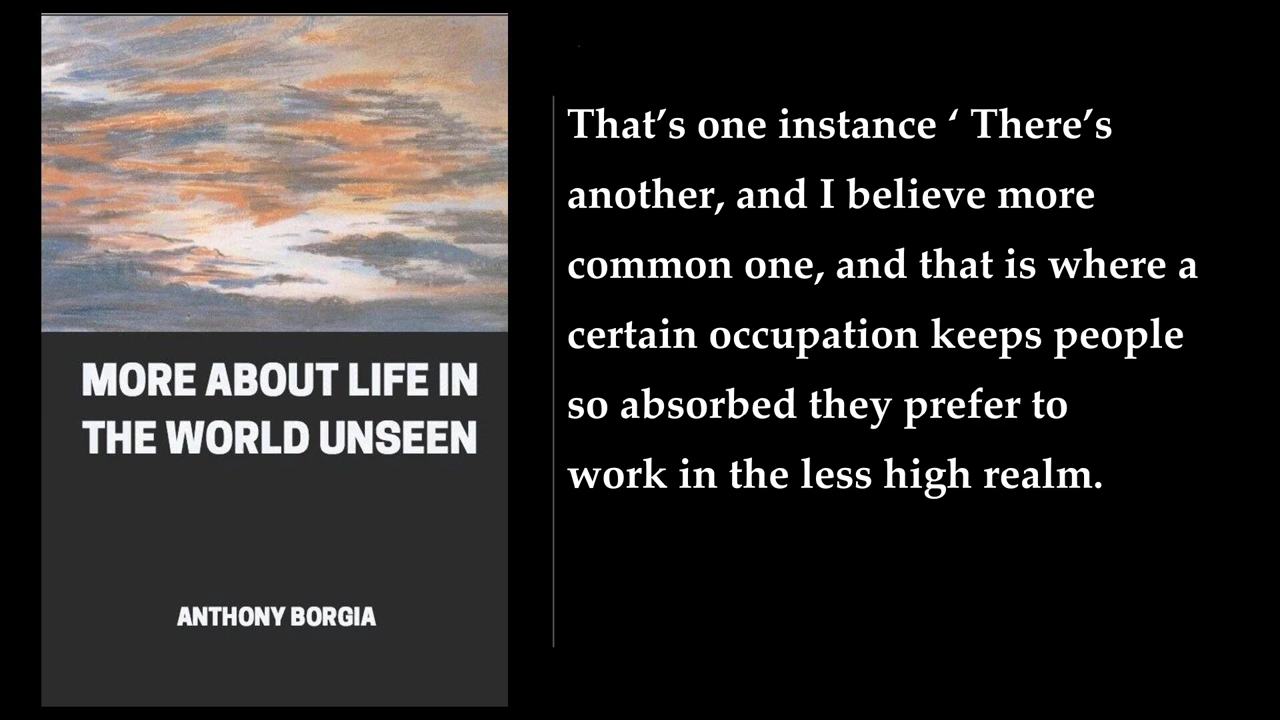 MORE ABOUT LIFE IN
THE WORLD UNSEEN
ANTHONY BORGIA
That’s one instance ‘ There’s
another, and I believe more
common one, and that is where a
certain occupation keeps people
so absorbed they prefer to
work in the less high realm.